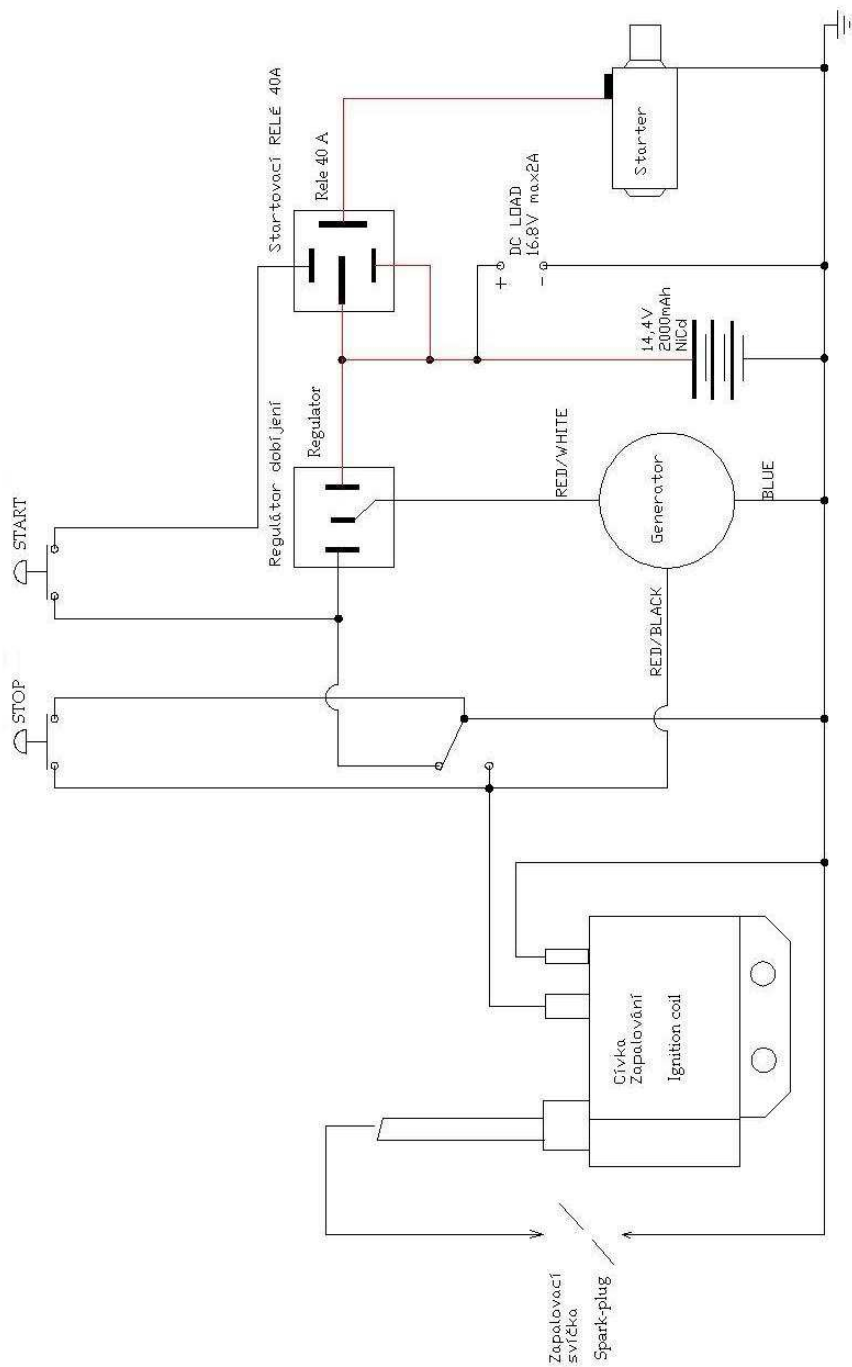 STOP
START
Startovací RELÉ 40A
Rele 40 A
Regulátor dobíjení
Regulator
+
DC LOAD
16.8V max2A
-
Starter
14,4V
2000mAh
NiCd
RED/WHITE
Generator
BLUE
RED/BLACK
Cívka
Zapalování
Ignition coil
Zapalovací
svíčka
Spark-plug